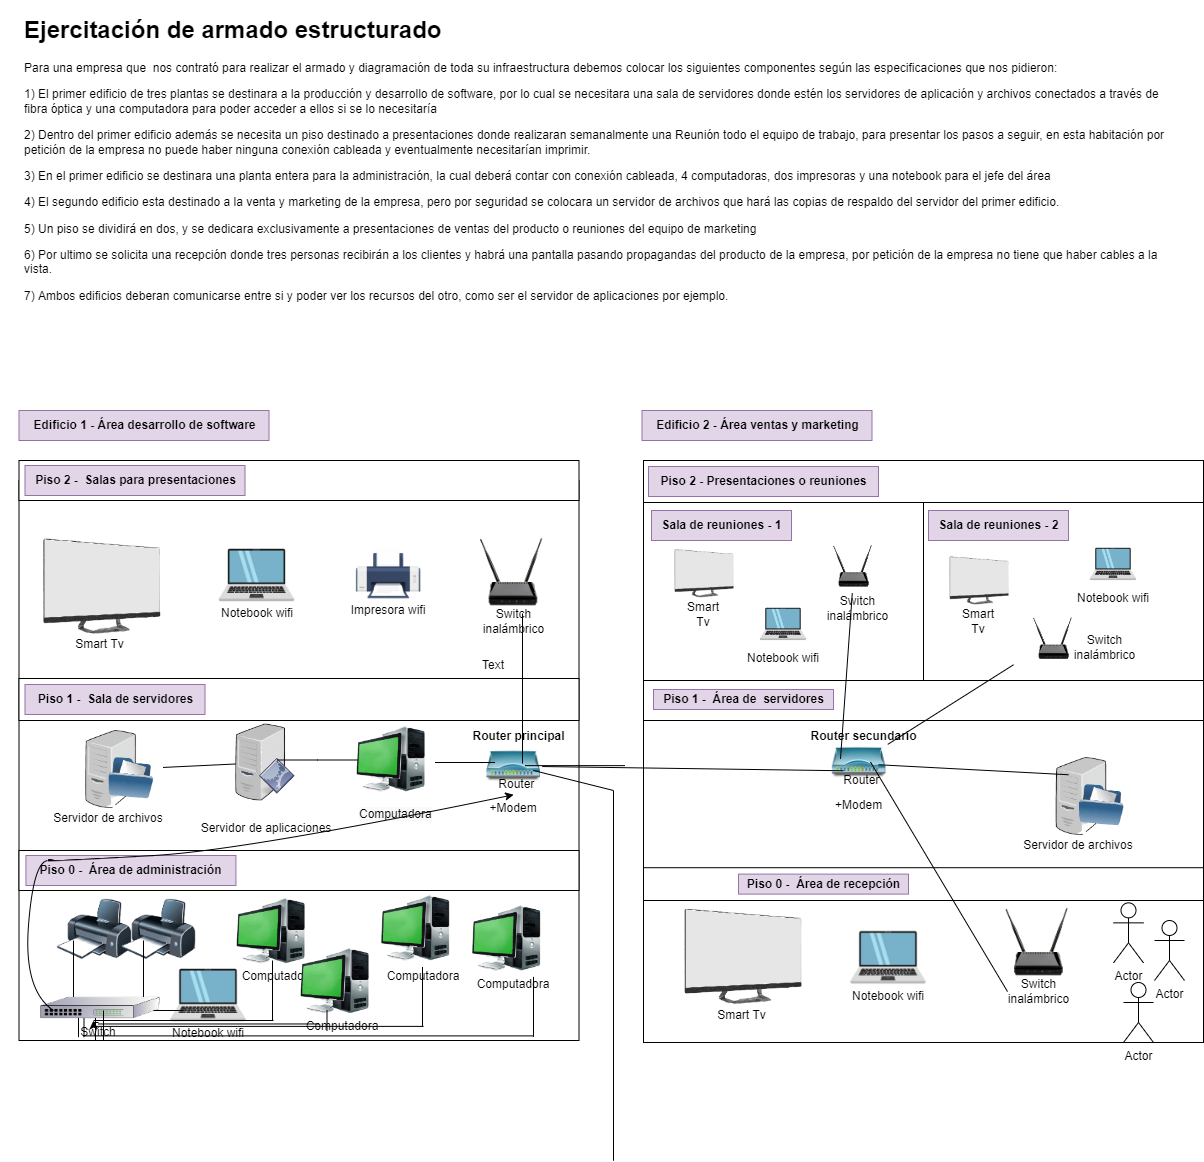 Ejercitación de armado estructurado
Para una empresa que  nos contrató para realizar el armado y diagramación de toda su infraestructura debemos colocar los siguientes componentes según las especificaciones que nos pidieron:
1) El primer edificio de tres plantas se destinara a la producción y desarrollo de software, por lo cual se necesitara una sala de servidores donde estén los servidores de aplicación y archivos conectados a través de
fibra óptica y una computadora para poder acceder a ellos si se lo necesitaría
2) Dentro del primer edificio además se necesita un piso destinado a presentaciones donde realizaran semanalmente una Reunión todo el equipo de trabajo, para presentar los pasos a seguir, en esta habitación por
petición de la empresa no puede haber ninguna conexión cableada y eventualmente necesitarían imprimir.
3) En el primer edificio se destinara una planta entera para la administración, la cual deberá contar con conexión cableada, 4 computadoras, dos impresoras y una notebook para el jefe del área
4) El segundo edificio esta destinado a la venta y marketing de la empresa, pero por seguridad se colocara un servidor de archivos que hará las copias de respaldo del servidor del primer edificio.
5) Un piso se dividirá en dos, y se dedicara exclusivamente a presentaciones de ventas del producto o reuniones del equipo de marketing
6) Por ultimo se solicita una recepción donde tres personas recibirán a los clientes y habrá una pantalla pasando propagandas del producto de la empresa, por petición de la empresa no tiene que haber cables a la
vista.
7) Ambos edificios deberan comunicarse entre si y poder ver los recursos del otro, como ser el servidor de aplicaciones por ejemplo.
Edificio 1 - Área desarrollo de software
Piso 2 -  Salas para presentaciones
Smart Tv
Notebook wifi
Impresora wifi
Switch
inalámbrico
Text
Piso 1 -  Sala de servidores
Servidor de archivos
Servidor de aplicaciones
Computadora
Router principal
Router
+Modem
Piso 0 -  Área de administración
Computado
Computadora
Computadora
Computadora
Switch
Notebook wifi
Edificio 2 - Área ventas y marketing
Piso 2 - Presentaciones o reuniones
Sala de reuniones - 1
Smart
Tv
Notebook wifi
Switch
inalámbrico
Sala de reuniones - 2
Smart
Tv
Notebook wifi
Switch
inalámbrico
Piso 1 -  Área de  servidores
Router secundario
Router
+Modem
Servidor de archivos
Piso 0 -  Área de recepción
Smart Tv
Notebook wifi
Switch
inalámbrico
Actor
Actor
Actor